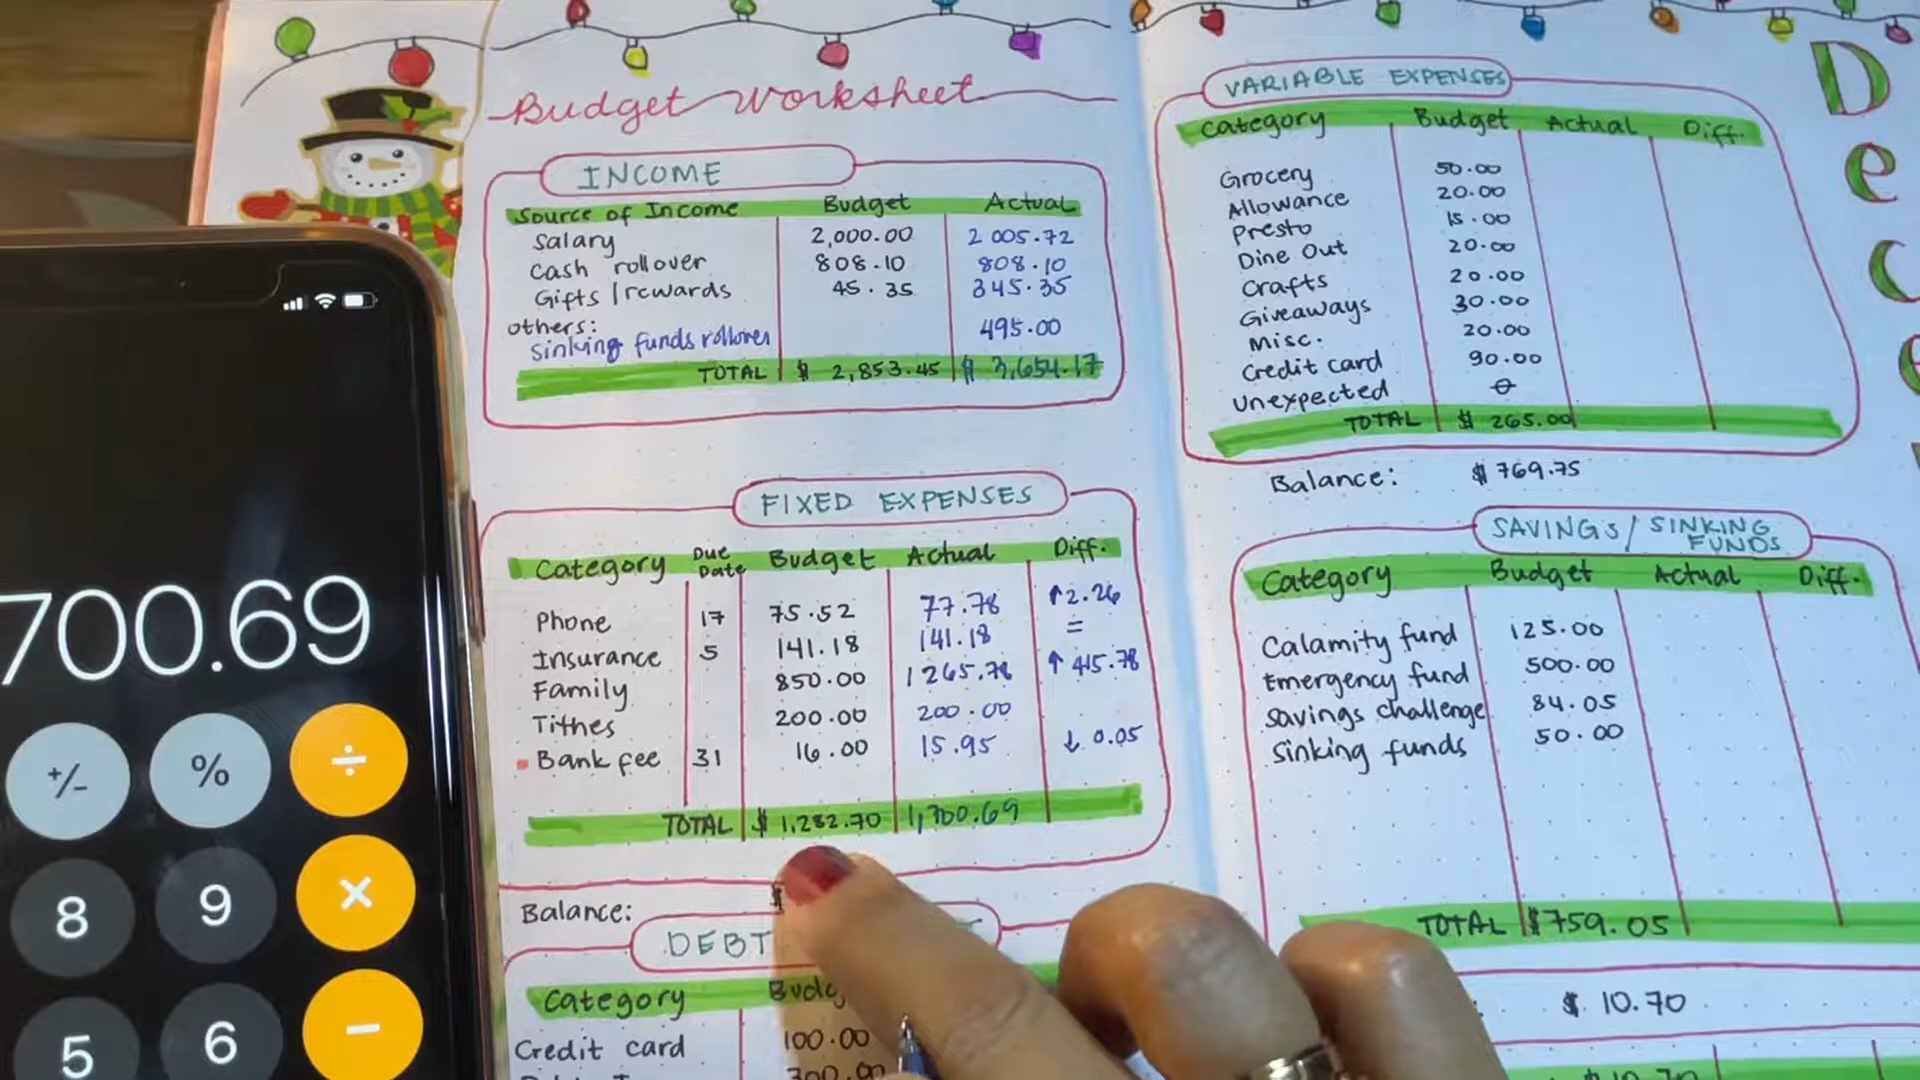 Budget Worksheet
INCOME
Source of Income Budget Actual
Salary 2,000.00 2 005.72
Cash rollover 808.10 808.10
Gifts/rewards 45.35 345.35
others:
sinking funds rollover 495.00
TOTAL $ 2,853.45 $ 3,654.17
FIXED EXPENSES
Category Due Date Budget Actual Diff.
Phone 17 75.52 77.78 ↑2.26
Insurance 5 141.18 141.18 =
Family 850.00 1265.78 ↑ 415.78
Tithes 200.00 200.00
Bank fee 31 16.00 15.95 ↓ 0.05
TOTAL $ 1,282.70 1,700.69
Balance: $
DEBT
Category
Credit card 100.00
VARIABLE EXPENSES
Category Budget Actual Diff.
Grocery 50.00
Allowance 20.00
Presto 15.00
Dine Out 20.00
Crafts 20.00
Giveaways 30.00
Misc. 20.00
Credit card 90.00
Unexpected
TOTAL $ 265.00
Balance: $ 769.75
SAVINGS/SINKING FUNDS
Category Budget Actual Diff.
Calamity fund 125.00
Emergency fund 500.00
Savings challenge 84.05
Sinking funds 50.00
TOTAL $759.05
$ 10.70
Dec
700.69
+/- % ÷
8 9 ×
5 6 −